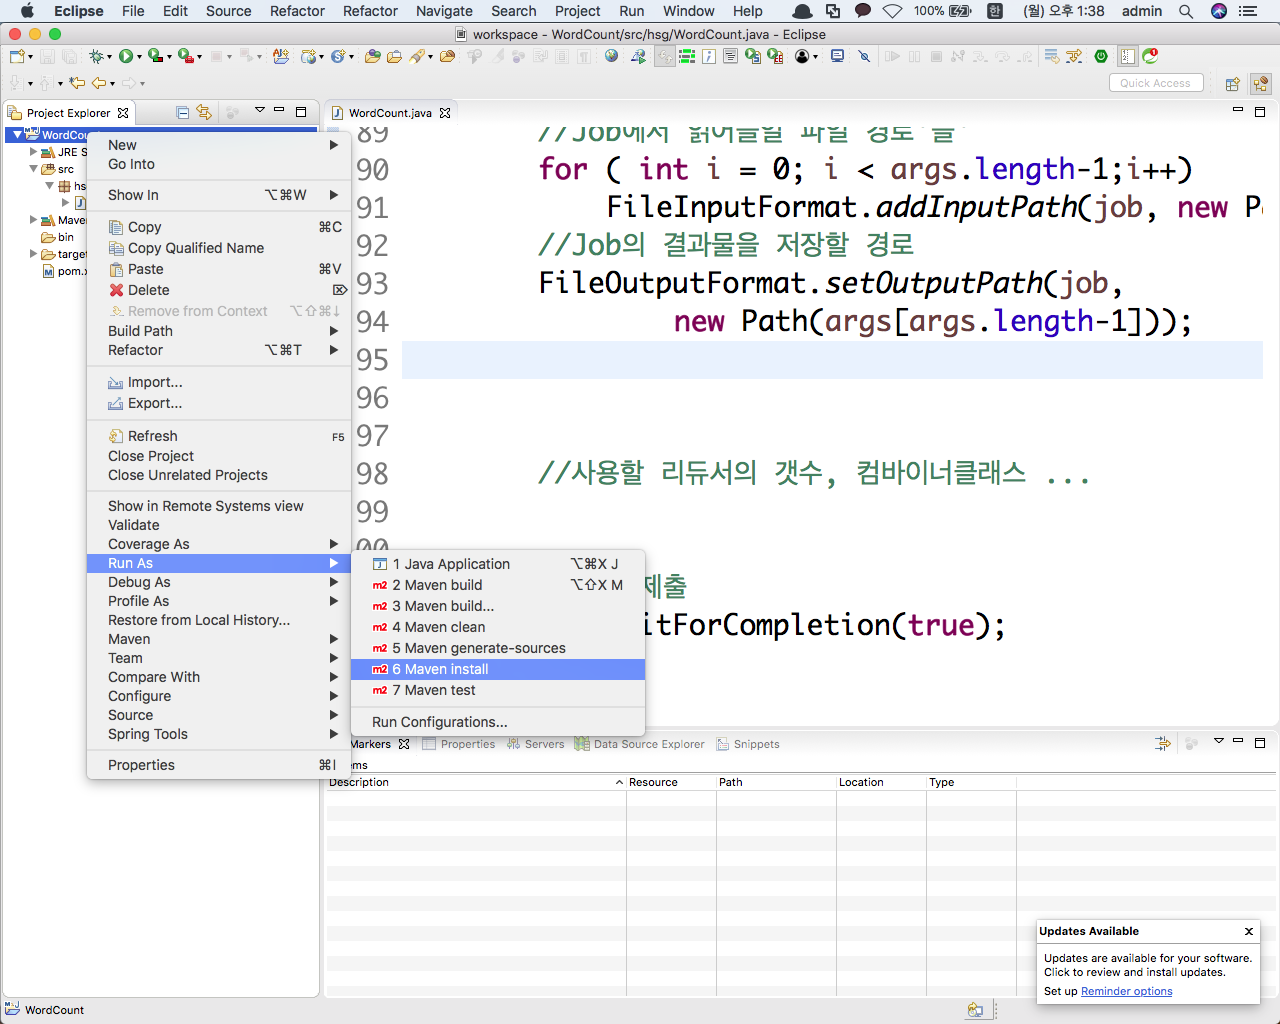 Eclipse File Edit Source Refactor Refactor Navigate Search Project Run Window Help 100% 한 (월) 오후 1:38 admin
workspace - WordCount/src/hsg/WordCount.java - Eclipse
Quick Access
Project Explorer
WordCount.java
JRE S
src
hs
Maven
bin
target
pom.x
New
Go Into
Show In ⌥⌘W
Copy ⌘C
Copy Qualified Name
Paste ⌘V
Delete ⌦
Remove from Context ⌥⇧⌘↓
Build Path
Refactor ⌥⌘T
Import...
Export...
Refresh F5
Close Project
Close Unrelated Projects
Show in Remote Systems view
Validate
Coverage As
Run As
Debug As
Profile As
Restore from Local History...
Maven
Team
Compare With
Configure
Source
Spring Tools
Properties ⌘I
1 Java Application ⌥⌘X J
m2 2 Maven build ⌥⇧X M
m2 3 Maven build...
m2 4 Maven clean
m2 5 Maven generate-sources
m2 6 Maven install
m2 7 Maven test
Run Configurations...
89 //Job에서 읽어들일 파일 경로 들
90 for ( int i = 0; i < args.length-1;i++)
91 FileInputFormat.addInputPath(job, new P
92 //Job의 결과물을 저장할 경로
93 FileOutputFormat.setOutputPath(job,
94 new Path(args[args.length-1]));
95
96
97
98 //사용할 리듀서의 갯수, 컴바이너클래스 ...
99
00
제출
itForCompletion(true);
Markers Properties Servers Data Source Explorer Snippets
ems
Description Resource Path Location Type
Updates Available
Updates are available for your software.
Click to review and install updates.
Set up Reminder options
WordCount